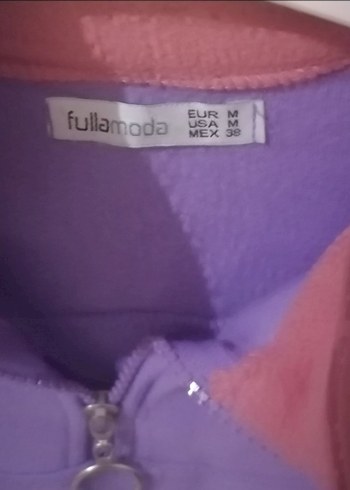 fullamoda
EUR M
USA M
MEX 38